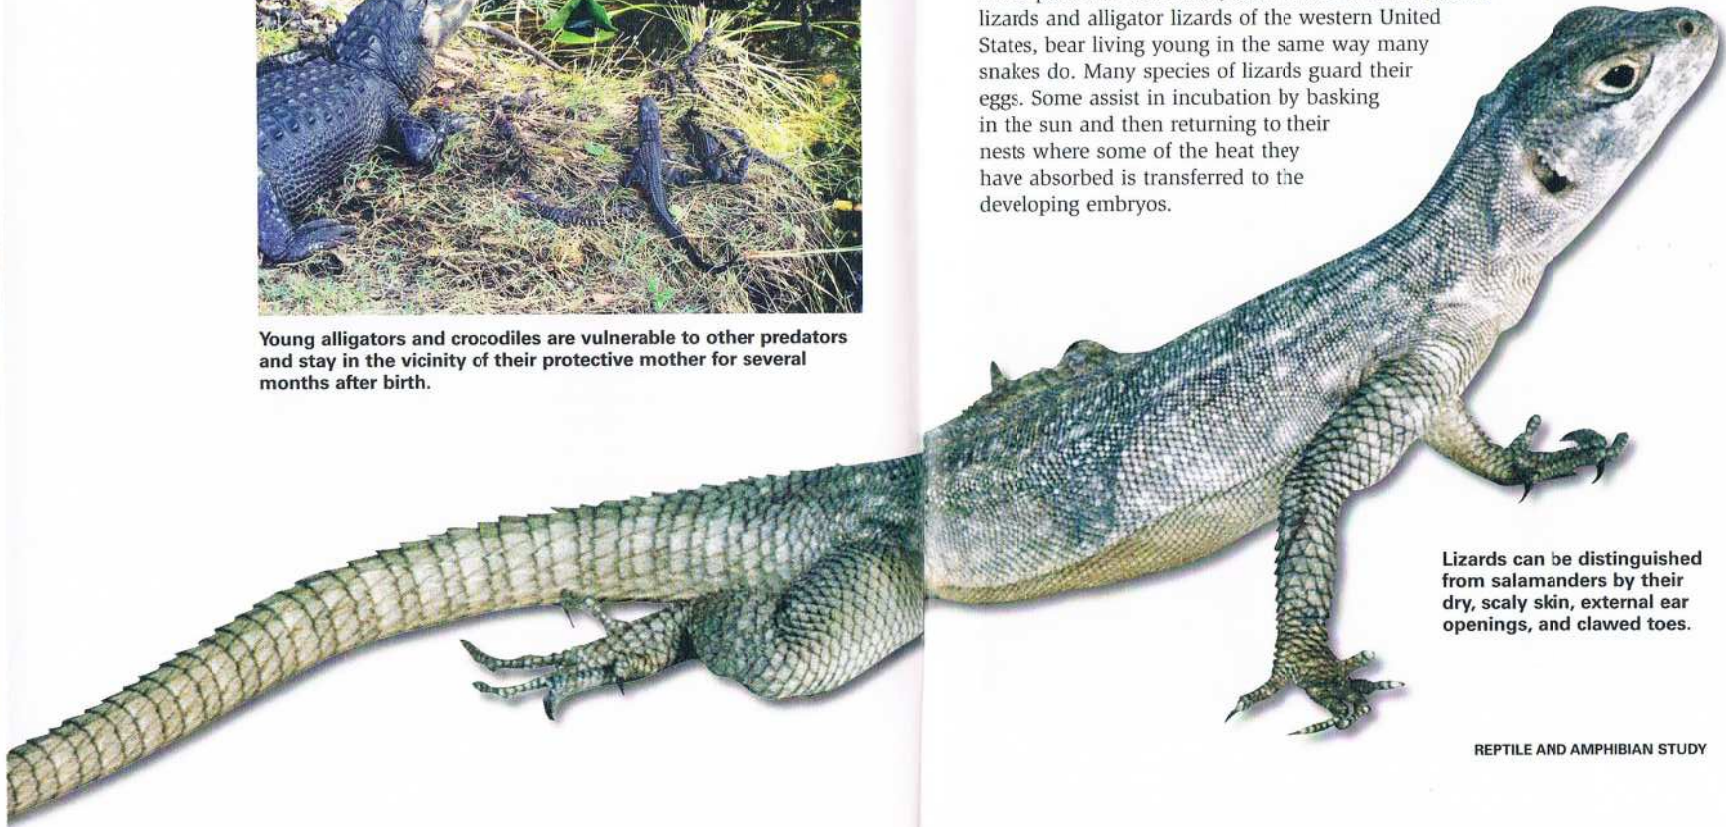 Young alligators and crocodiles are vulnerable to other predators
and stay in the vicinity of their protective mother for several
months after birth.
lizards and alligator lizards of the western United
States, bear living young in the same way many
snakes do. Many species of lizards guard their
eggs. Some assist in incubation by basking
in the sun and then returning to their
nests where some of the heat they
have absorbed is transferred to the
developing embryos.
Lizards can be distinguished
from salamanders by their
dry, scaly skin, external ear
openings, and clawed toes.
REPTILE AND AMPHIBIAN STUDY